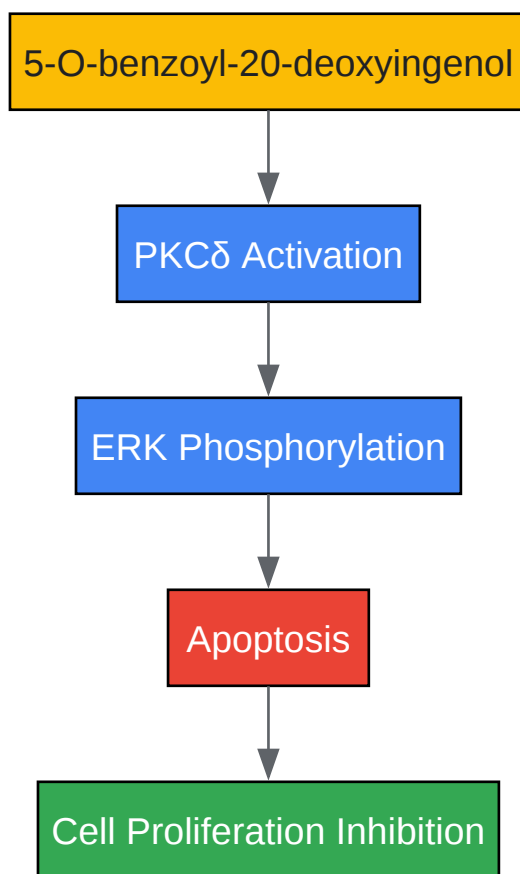 5-O-benzoyl-20-deoxyingenol
PKCδ Activation
ERK Phosphorylation
Apoptosis
Cell Proliferation Inhibition